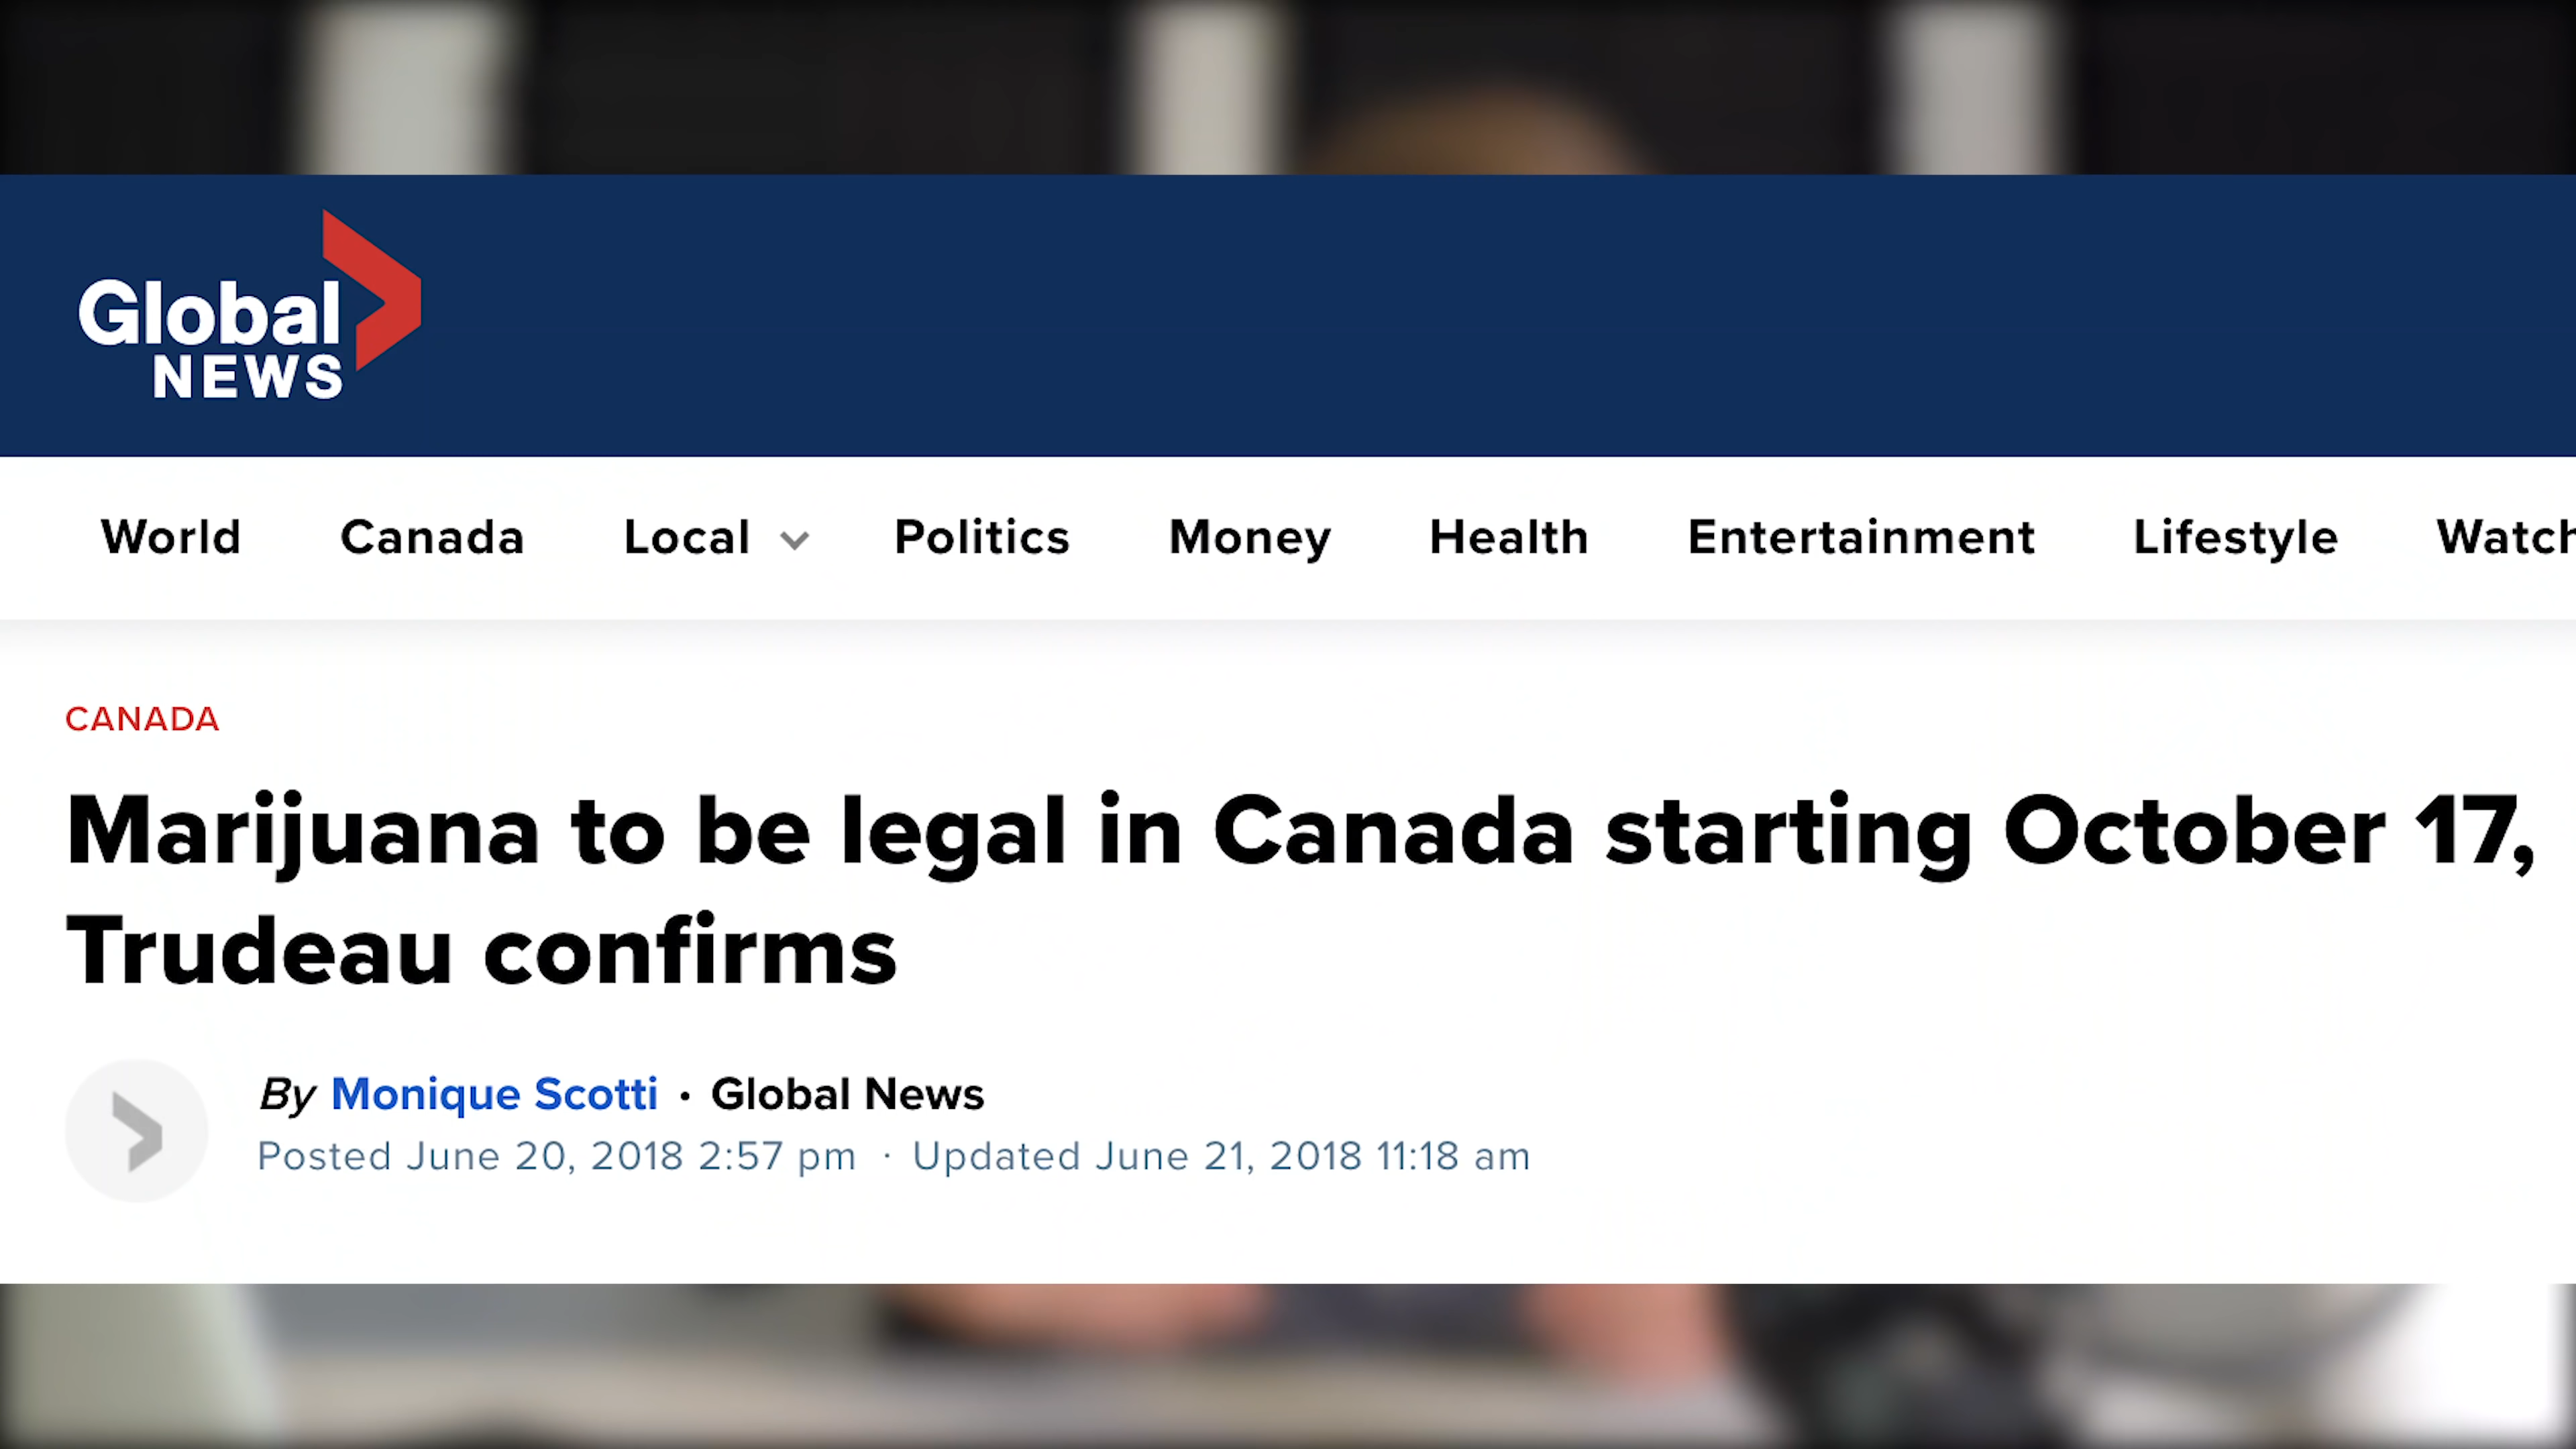 Global
NEWS
World Canada Local Politics Money Health Entertainment Lifestyle Watch
CANADA
Marijuana to be legal in Canada starting October 17,
Trudeau confirms
By Monique Scotti · Global News
Posted June 20, 2018 2:57 pm · Updated June 21, 2018 11:18 am